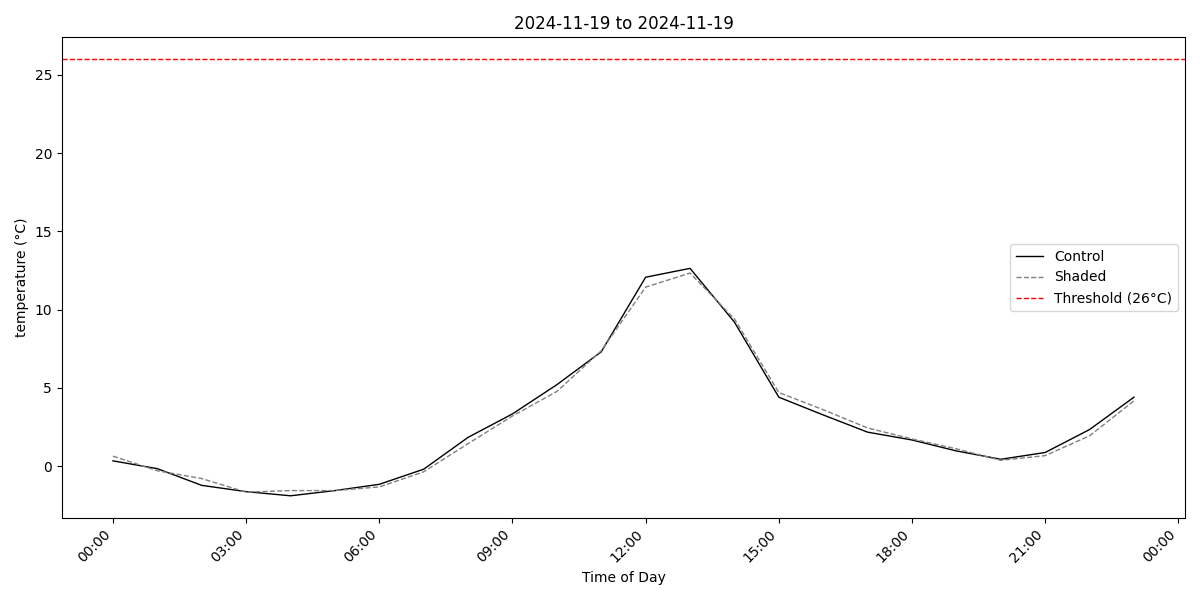 2024-11-19 to 2024-11-19
temperature (°C)
25
20
15
10
5
0
Control
Shaded
Threshold (26°C)
00:00
03:00
06:00
09:00
12:00
15:00
18:00
21:00
00:00
Time of Day